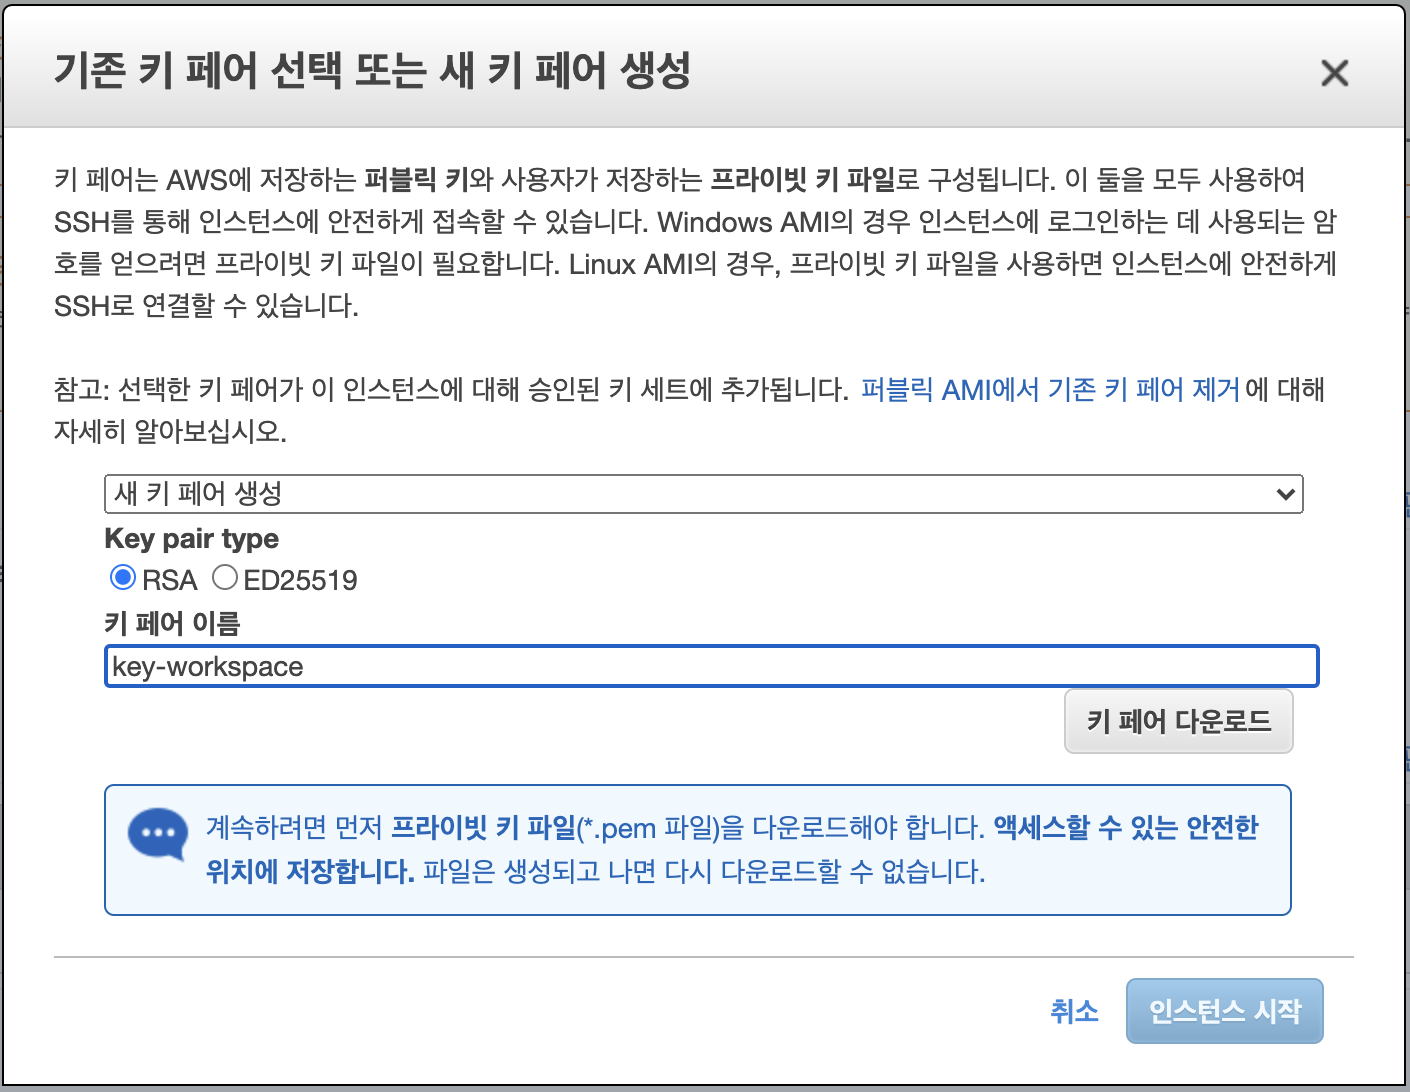 기존 키 페어 선택 또는 새 키 페어 생성
키 페어는 AWS에 저장하는 퍼블릭 키와 사용자가 저장하는 프라이빗 키 파일로 구성됩니다. 이 둘을 모두 사용하여
SSH를 통해 인스턴스에 안전하게 접속할 수 있습니다. Windows AMI의 경우 인스턴스에 로그인하는 데 사용되는 암
호를 얻으려면 프라이빗 키 파일이 필요합니다. Linux AMI의 경우, 프라이빗 키 파일을 사용하면 인스턴스에 안전하게
SSH로 연결할 수 있습니다.
참고: 선택한 키 페어가 이 인스턴스에 대해 승인된 키 세트에 추가됩니다. 퍼블릭 AMI에서 기존 키 페어 제거에 대해
자세히 알아보십시오.
새 키 페어 생성
Key pair type
RSA ED25519
키 페어 이름
key-workspace
키 페어 다운로드
계속하려면 먼저 프라이빗 키 파일(*.pem 파일)을 다운로드해야 합니다. 액세스할 수 있는 안전한
위치에 저장합니다. 파일은 생성되고 나면 다시 다운로드할 수 없습니다.
취소 인스턴스 시작